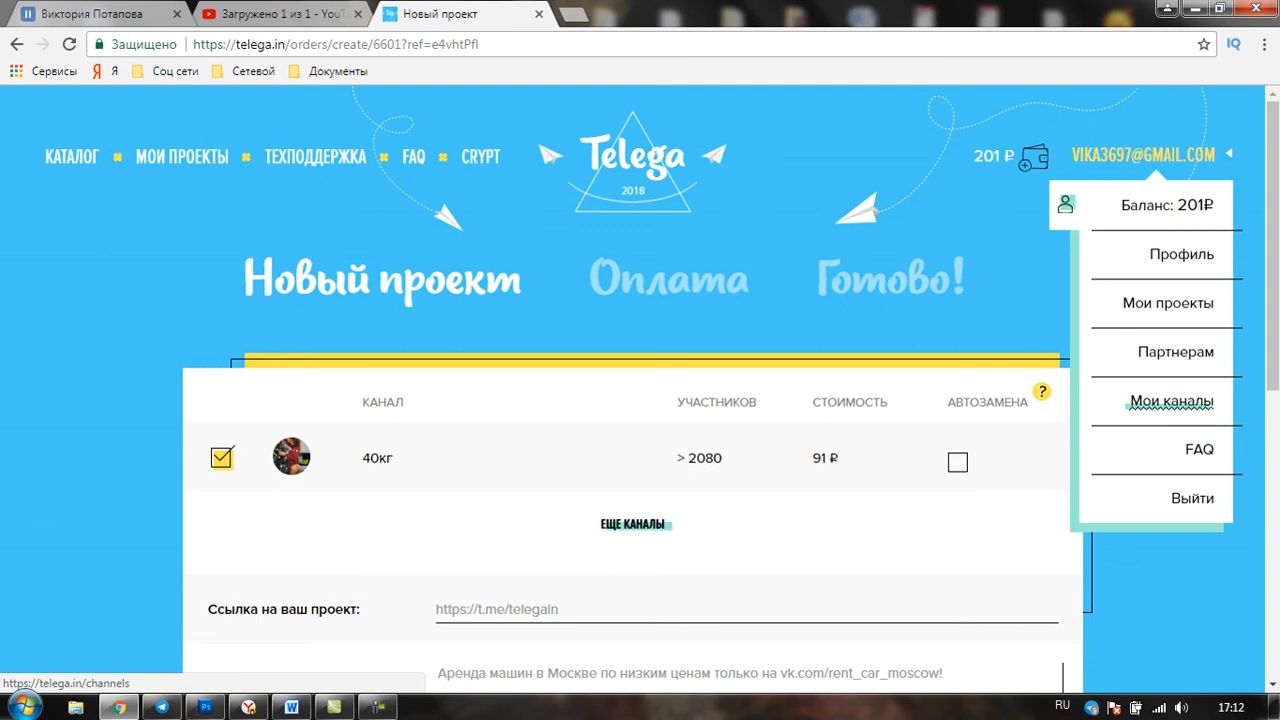 Виктория Потапова
Загружено 1 из 1 - YouT
Новый проект
Защищено
https://telega.in/orders/create/6601?ref=e4vhtPfl
Сервисы
Я
Соц сети
Сетевой
Документы
КАТАЛОГ
МОИ ПРОЕКТЫ
ТЕХПОДДЕРЖКА
FAQ
CRYPT
Telega
2018
201 ₽
VIKA3697@GMAIL.COM
Баланс: 201₽
Профиль
Мои проекты
Партнерам
Мои каналы
FAQ
Выйти
Новый проект
Оплата
Готово!
КАНАЛ
УЧАСТНИКОВ
СТОИМОСТЬ
АВТОЗАМЕНА
?
40кг
> 2080
91 ₽
ЕЩЕ КАНАЛЫ
Ссылка на ваш проект:
https://t.me/telegain
Аренда машин в Москве по низким ценам только на vk.com/rent_car_moscow!
https://telega.in/channels
RU
17:12